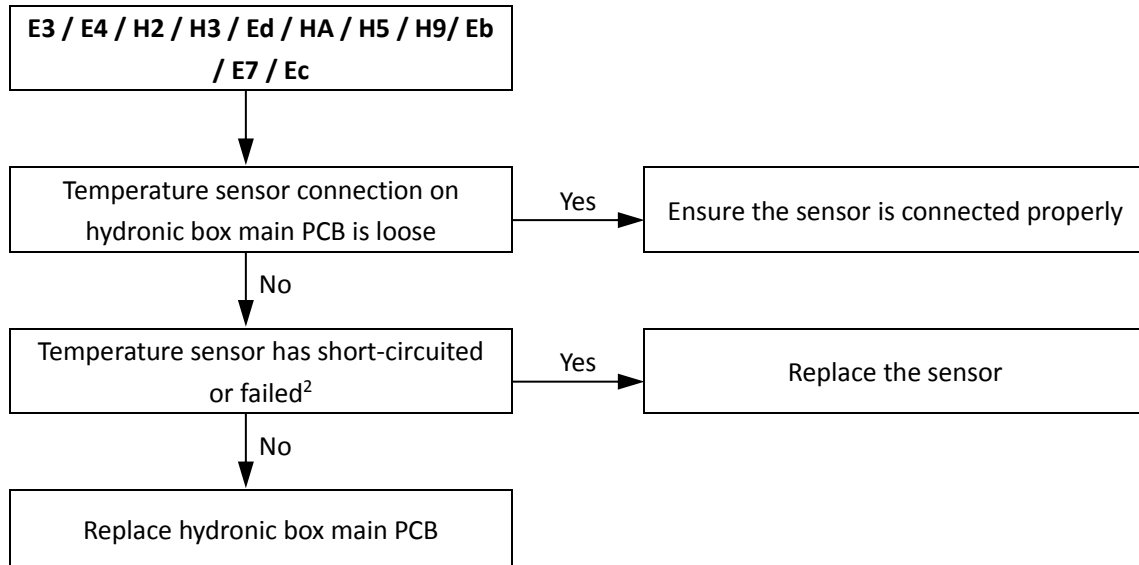 E3 / E4 / H2 / H3 / Ed / HA / H5 / H9/ Eb
/ E7 / Ec
Temperature sensor connection on
hydronic box main PCB is loose
Yes
Ensure the sensor is connected properly
No
Temperature sensor has short-circuited
or failed²
Yes
Replace the sensor
No
Replace hydronic box main PCB